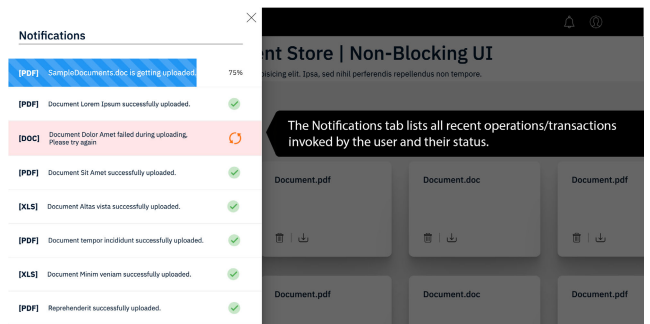 Notifications
[PDF] SampleDocuments.doc is getting uploaded. 75%
[PDF] Document Lorem Ipsum successfully uploaded.
[DOC] Document Dolor Amet failed during uploading,
Please try again
[PDF] Document Sit Amet successfully uploaded.
[XLS] Document Altas vista successfully uploaded.
[PDF] Document tempor incididunt successfully uploaded.
[XLS] Document Minim veniam successfully uploaded.
[PDF] Reprehenderit successfully uploaded.
nt Store | Non-Blocking UI
isicing elit. Ipsa, sed nihil perferendis repellendus non tempore.
The Notifications tab lists all recent operations/transactions
invoked by the user and their status.
Document.pdf Document.doc Document.pdf
Document.pdf Document.doc Document.pdf